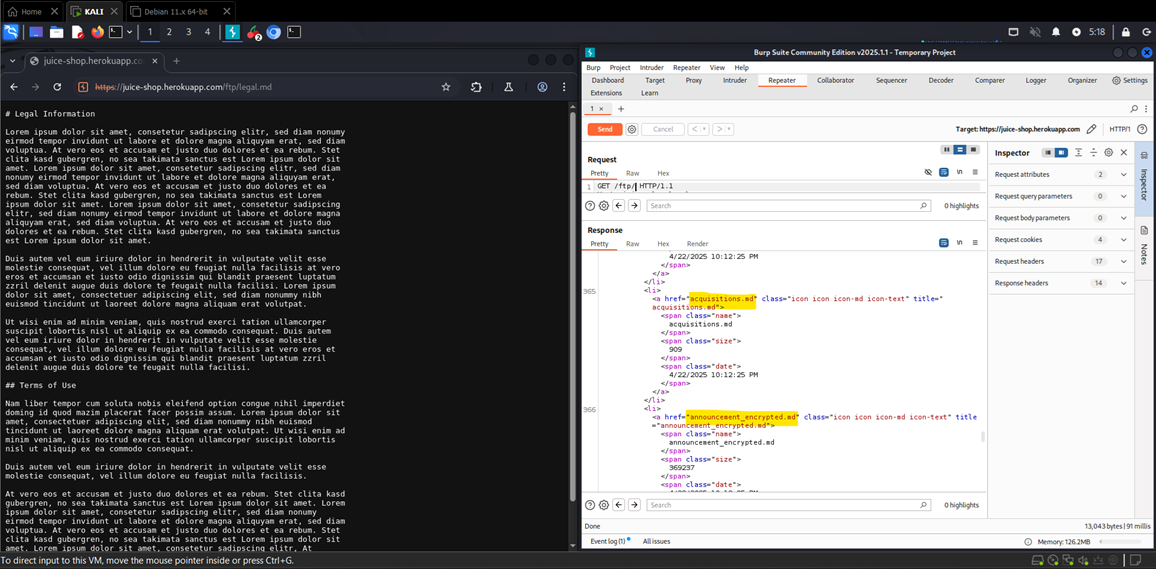 Home
KALI
Debian 11.x 64-bit
1
2
3
4
2
5:18
juice-shop.herokuapp.co
https://juice-shop.herokuapp.com/ftp/legal.md
# Legal Information
Lorem ipsum dolor sit amet, consetetur sadipscing elitr, sed diam nonumy
eirmod tempor invidunt ut labore et dolore magna aliquyam erat, sed diam
voluptua. At vero eos et accusam et justo duo dolores et ea rebum. Stet
clita kasd gubergren, no sea takimata sanctus est Lorem ipsum dolor sit
amet. Lorem ipsum dolor sit amet, consetetur sadipscing elitr, sed diam
nonumy eirmod tempor invidunt ut labore et dolore magna aliquyam erat,
sed diam voluptua. At vero eos et accusam et justo duo dolores et ea
rebum. Stet clita kasd gubergren, no sea takimata sanctus est Lorem
ipsum dolor sit amet. Lorem ipsum dolor sit amet, consetetur sadipscing
elitr, sed diam nonumy eirmod tempor invidunt ut labore et dolore magna
aliquyam erat, sed diam voluptua. At vero eos et accusam et justo duo
dolores et ea rebum. Stet clita kasd gubergren, no sea takimata sanctus
est Lorem ipsum dolor sit amet.
Duis autem vel eum iriure dolor in hendrerit in vulputate velit esse
molestie consequat, vel illum dolore eu feugiat nulla facilisis at vero
eros et accumsan et iusto odio dignissim qui blandit praesent luptatum
zzril delenit augue duis dolore te feugait nulla facilisi. Lorem ipsum
dolor sit amet, consectetuer adipiscing elit, sed diam nonummy nibh
euismod tincidunt ut laoreet dolore magna aliquam erat volutpat.
Ut wisi enim ad minim veniam, quis nostrud exerci tation ullamcorper
suscipit lobortis nisl ut aliquip ex ea commodo consequat. Duis autem
vel eum iriure dolor in hendrerit in vulputate velit esse molestie
consequat, vel illum dolore eu feugiat nulla facilisis at vero eros et
accumsan et iusto odio dignissim qui blandit praesent luptatum zzril
delenit augue duis dolore te feugait nulla facilisi.
## Terms of Use
Nam liber tempor cum soluta nobis eleifend option congue nihil imperdiet
doming id quod mazim placerat facer possim assum. Lorem ipsum dolor sit
amet, consectetuer adipiscing elit, sed diam nonummy nibh euismod
tincidunt ut laoreet dolore magna aliquam erat volutpat. Ut wisi enim ad
minim veniam, quis nostrud exerci tation ullamcorper suscipit lobortis
nisl ut aliquip ex ea commodo consequat.
Duis autem vel eum iriure dolor in hendrerit in vulputate velit esse
molestie consequat, vel illum dolore eu feugiat nulla facilisis.
At vero eos et accusam et justo duo dolores et ea rebum. Stet clita kasd
gubergren, no sea takimata sanctus est Lorem ipsum dolor sit amet. Lorem
ipsum dolor sit amet, consetetur sadipscing elitr, sed diam nonumy
eirmod tempor invidunt ut labore et dolore magna aliquyam erat, sed diam
voluptua. At vero eos et accusam et justo duo dolores et ea rebum. Stet
clita kasd gubergren, no sea takimata sanctus est Lorem ipsum dolor sit
amet. Lorem ipsum dolor sit amet, consetetur sadipscing elitr, At
Burp Suite Community Edition v2025.1.1 - Temporary Project
Burp Project Intruder Repeater View Help
Dashboard Target Proxy Intruder Repeater Collaborator Sequencer Decoder Comparer Logger Organizer Settings
Extensions Learn
1 × +
Send Cancel < > Target: https://juice-shop.herokuapp.com HTTP/1
Request
Pretty Raw Hex \n
1 GET /ftp/ HTTP/1.1
Search 0 highlights
Response
Pretty Raw Hex Render \n
4/22/2025 10:12:25 PM
</span>
</a>
</li>
965 <li>
<a href="acquisitions.md" class="icon icon icon-md icon-text" title="
acquisitions.md">
<span class="name">
acquisitions.md
</span>
<span class="size">
909
</span>
<span class="date">
4/22/2025 10:12:25 PM
</span>
</a>
</li>
966 <li>
<a href="announcement_encrypted.md" class="icon icon icon-md icon-text" title
="announcement_encrypted.md">
<span class="name">
announcement_encrypted.md
</span>
<span class="size">
369237
</span>
<span class="date">
Search 0 highlights
Done 13,043 bytes | 91 millis
Event log (1) All issues Memory: 126.2MB
Inspector
Request attributes 2
Request query parameters 0
Request body parameters 0
Request cookies 4
Request headers 17
Response headers 14
Inspector
Notes
To direct input to this VM, move the mouse pointer inside or press Ctrl+G.